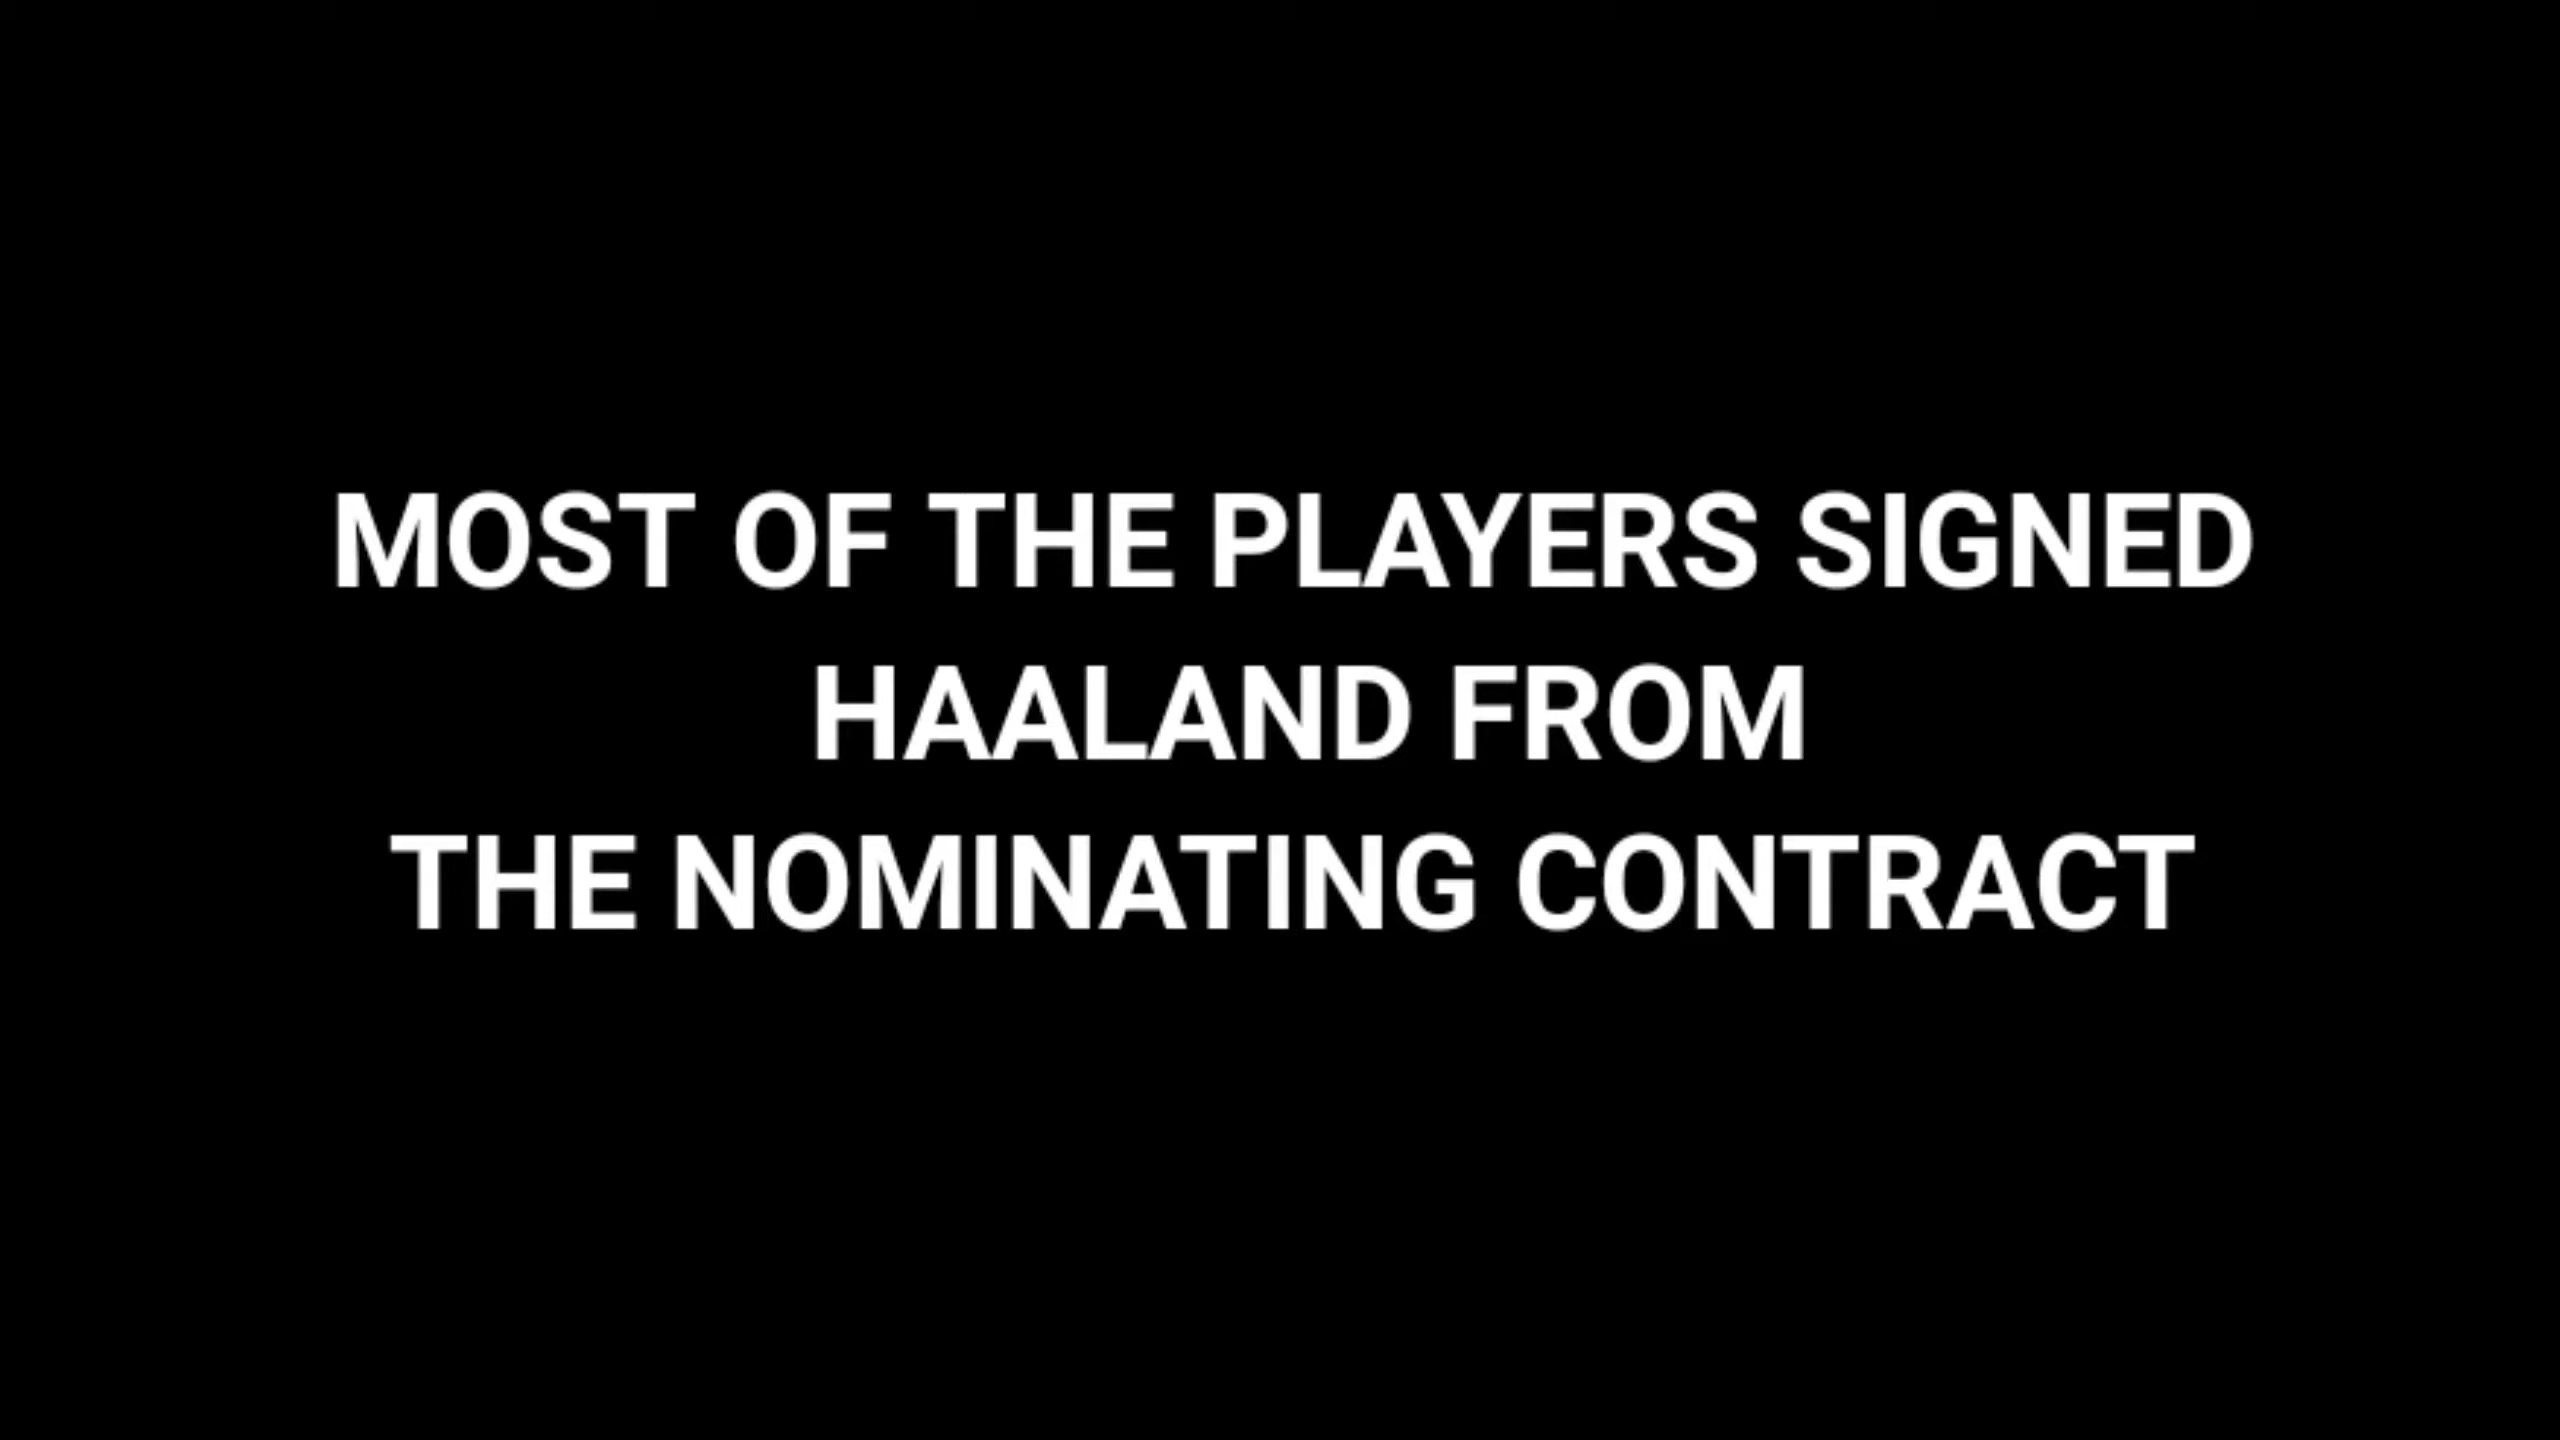 MOST OF THE PLAYERS SIGNED
HAALAND FROM
THE NOMINATING CONTRACT